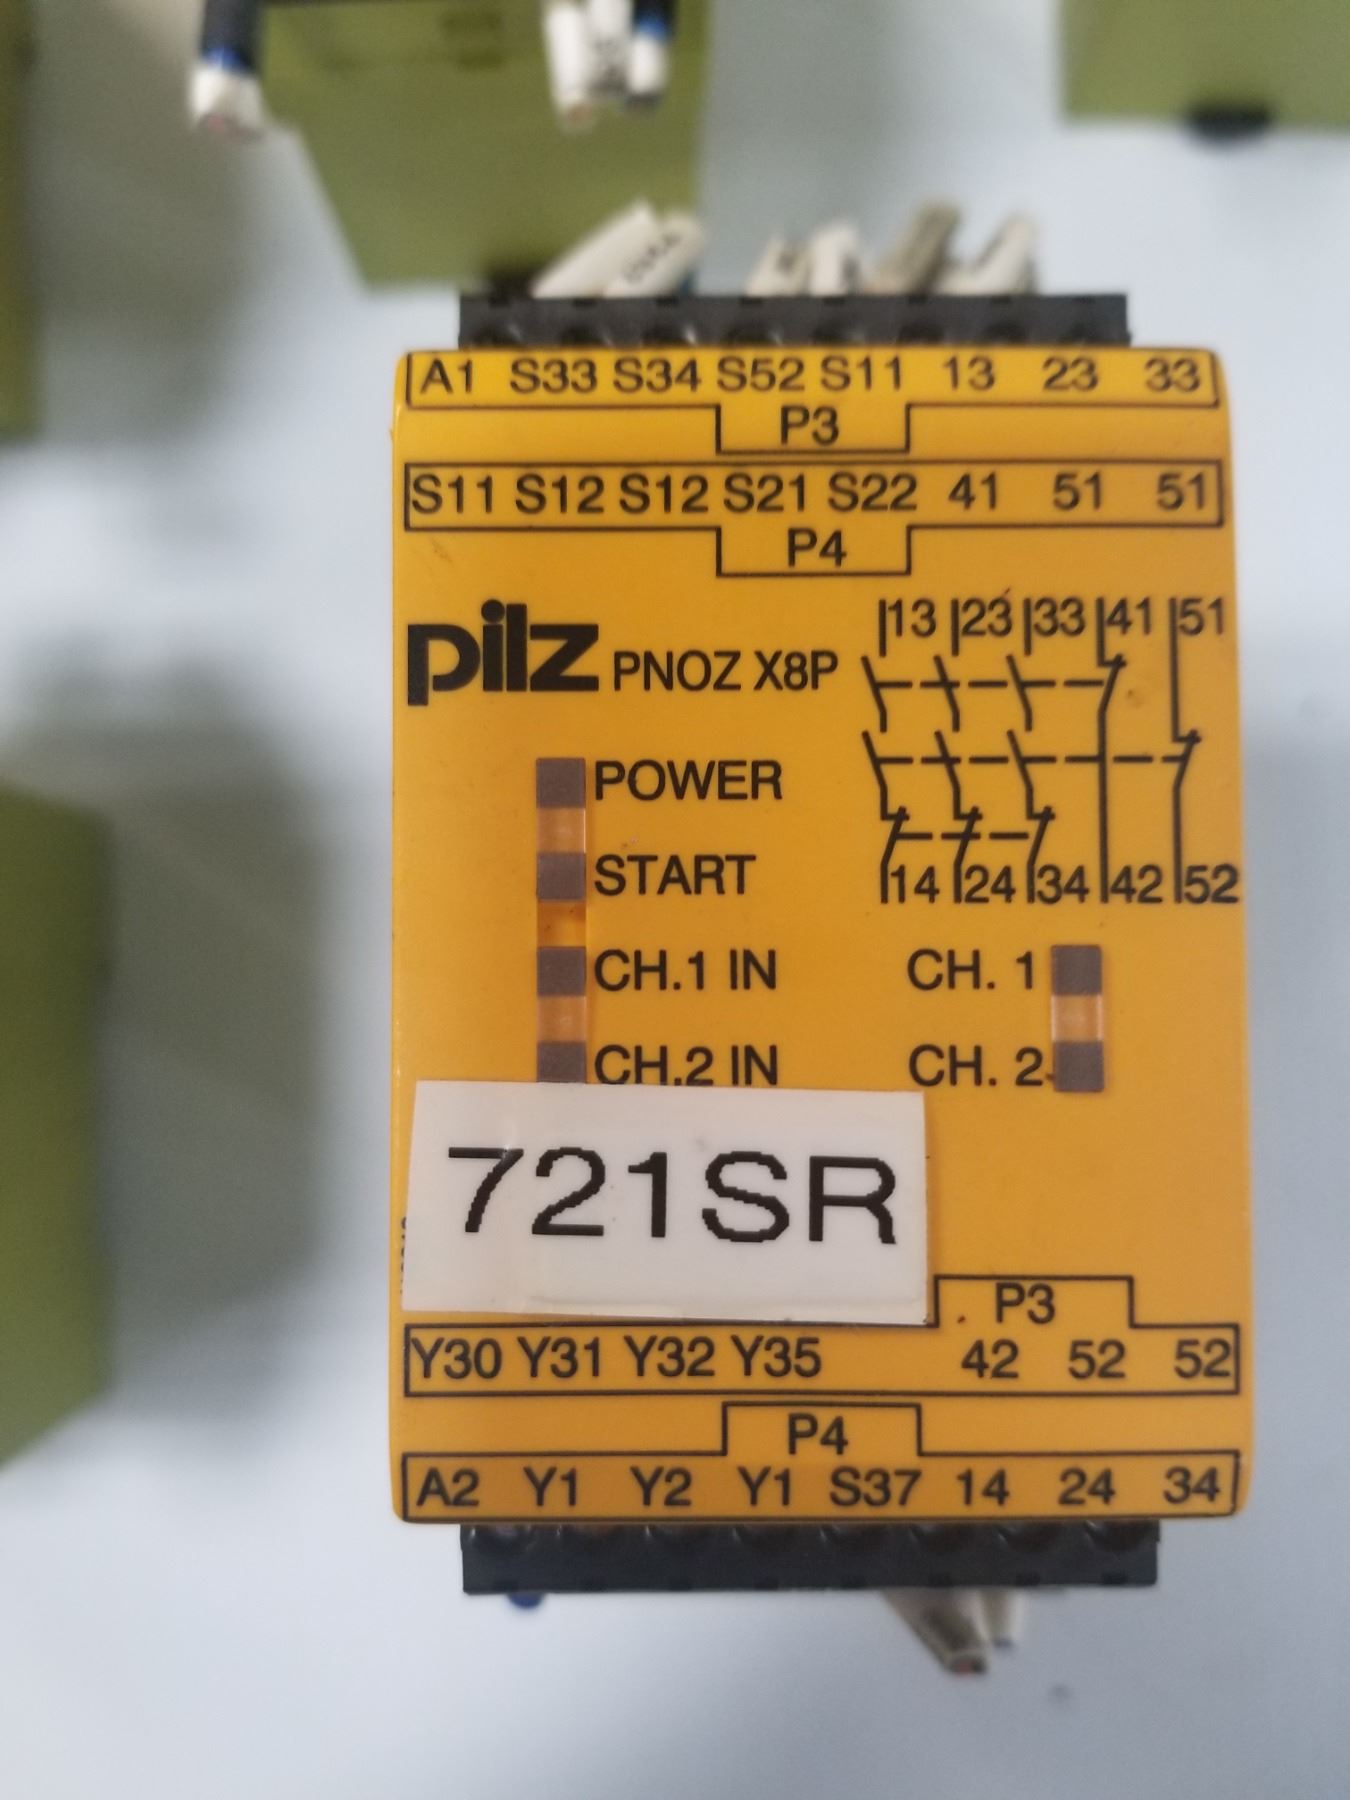 A1 S33 S34 S52 S11 13 23 33
P3
S11 S12 S12 S21 S22 41 51 51
P4
pilz PNOZ X8P
13 23 33 41 51
POWER
START
14 24 34 42 52
CH.1 IN CH. 1
CH.2 IN CH. 2
721SR
P3
Y30 Y31 Y32 Y35 42 52 52
P4
A2 Y1 Y2 Y1 S37 14 24 34